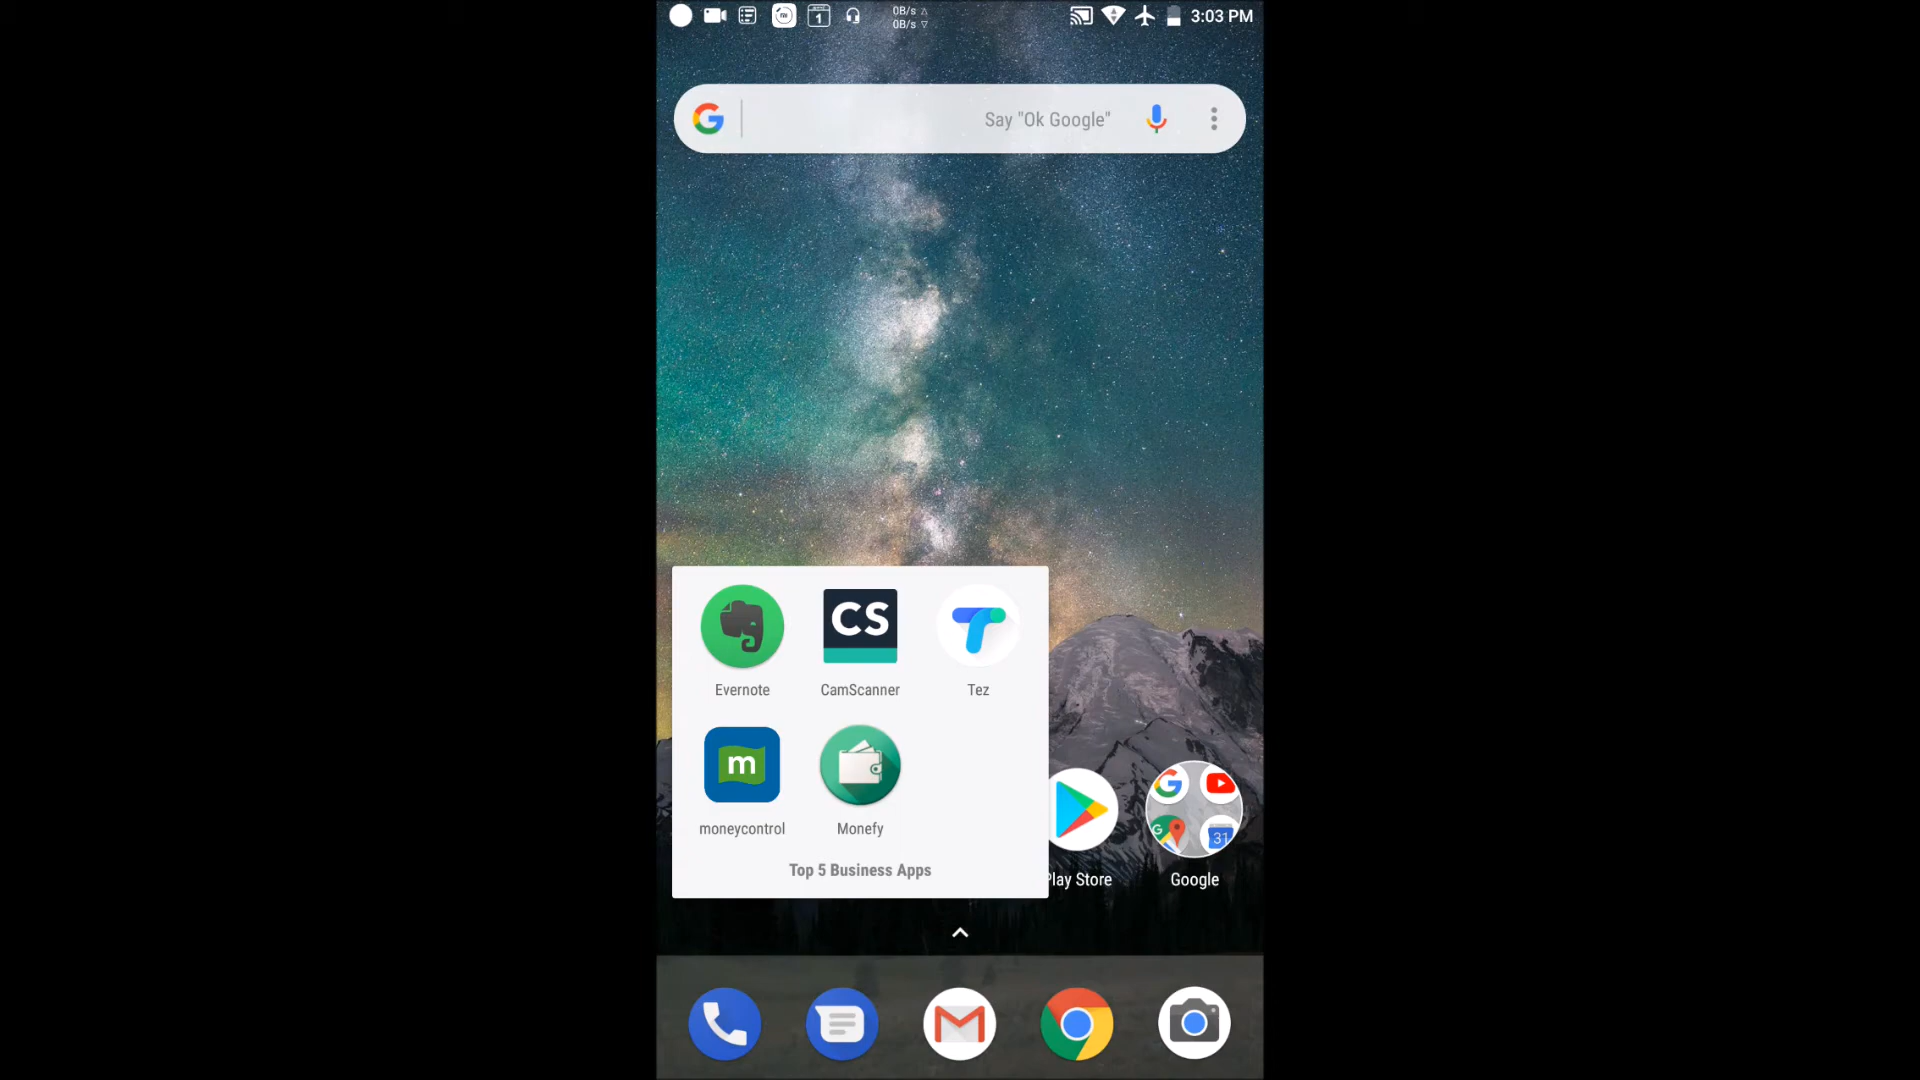 1
0B/s
0B/s
3:03 PM
Say "Ok Google"
CS
Evernote
CamScanner
Tez
m
moneycontrol
Monefy
Top 5 Business Apps
G
31
Play Store
Google